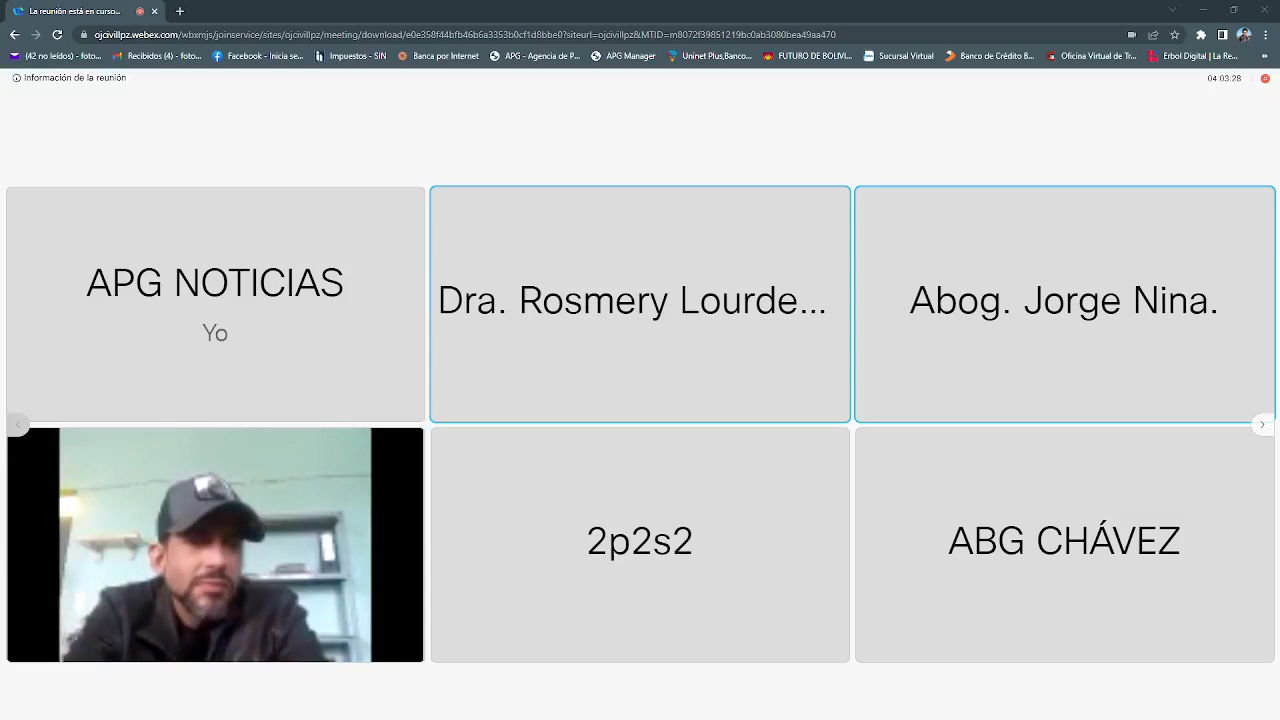 La reunión está en curso...
ojcivillpz.webex.com/wbxmjs/joinservice/sites/ojcivillpz/meeting/download/e0e358f44bfb46b6a3353c0cf1d8bbe0?siteurl=ojcivillpz&MTID=m8072f39851219bc0ab3080bea49aa470
(42 no leídos) - foto...
Recibidos (4) - foto...
Facebook - Inicia se...
Impuestos - SIN
Banca por Internet
APG - Agencia de P...
APG Manager
Uninet Plus,Banco...
FUTURO DE BOLIVI...
Sucursal Virtual
Banco de Crédito B...
Oficina Virtual de Tr...
Erbol Digital | La Re...
»
Información de la reunión
04:03:28
APG NOTICIAS
Yo
Dra. Rosmery Lourde...
Abog. Jorge Nina.
2p2s2
ABG CHÁVEZ